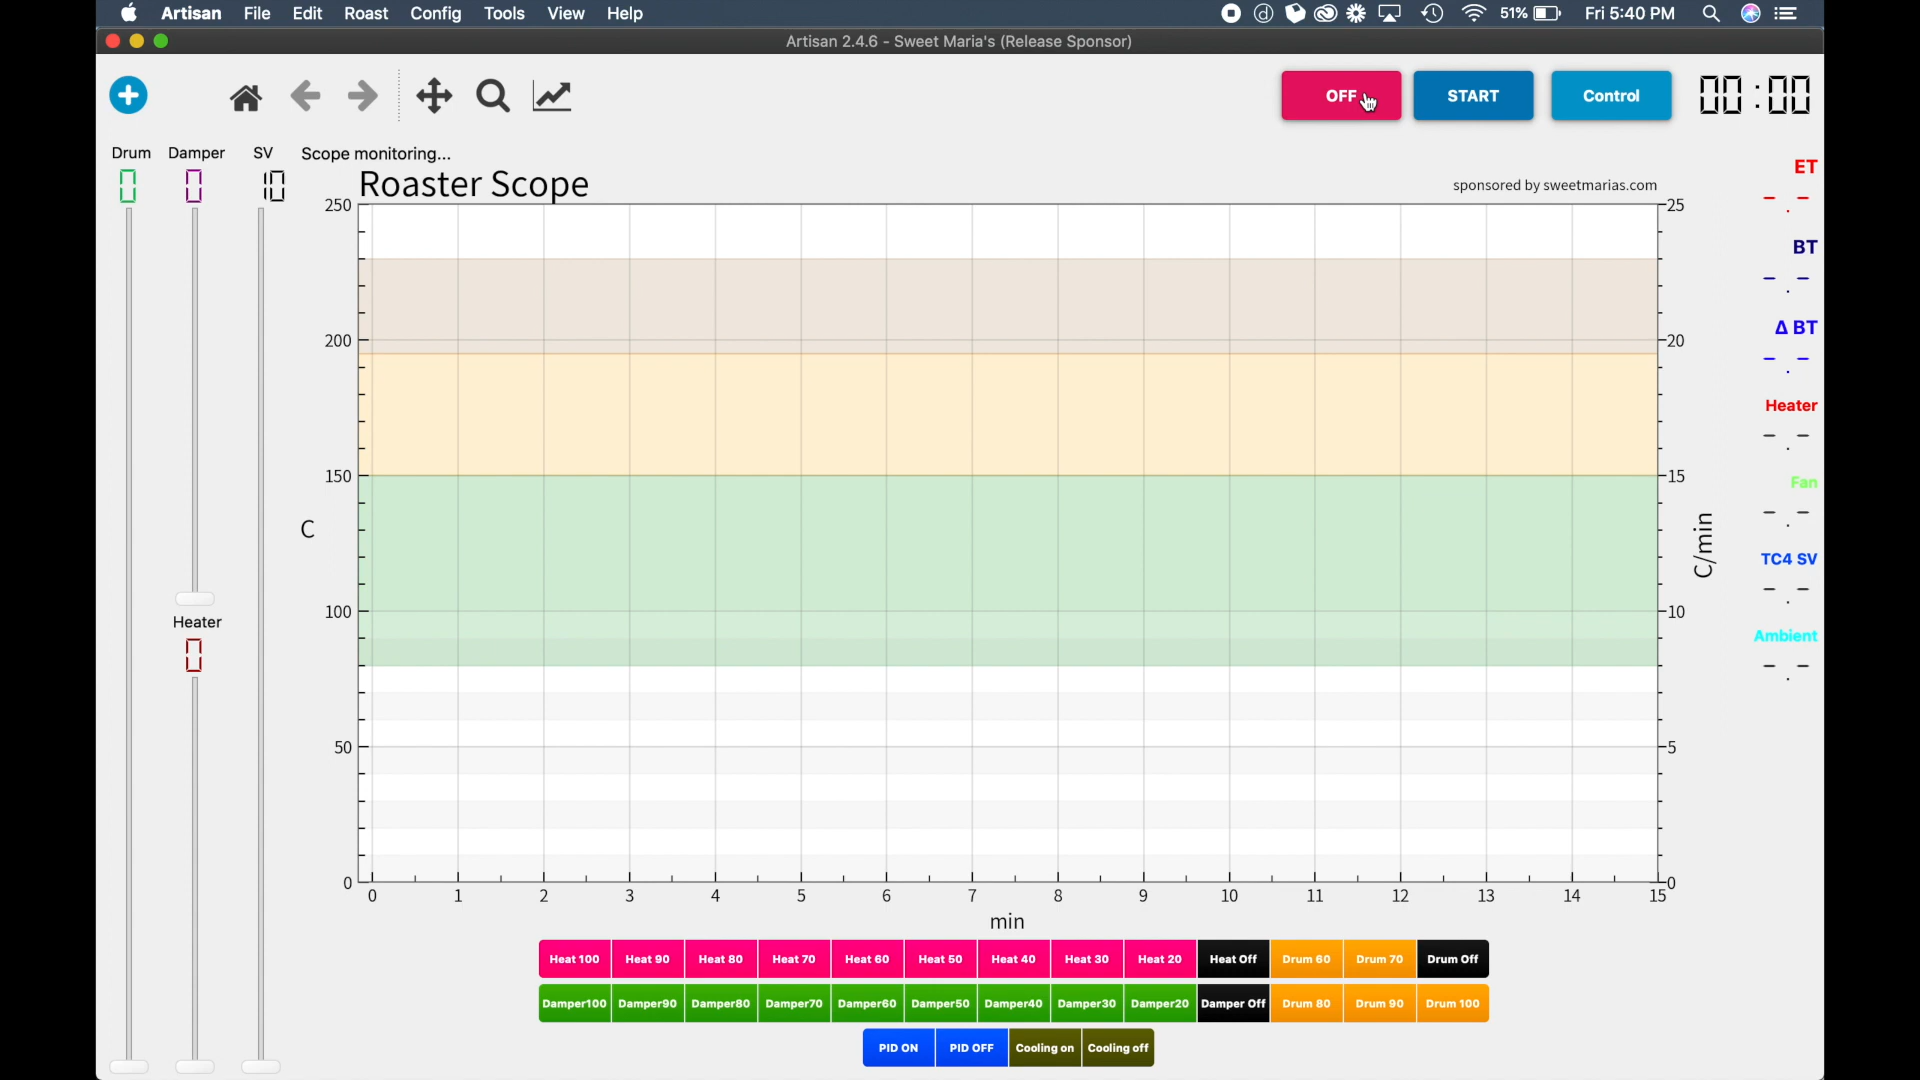 Artisan File Edit Roast Config Tools View Help 51% Fri 5:40 PM
Artisan 2.4.6 - Sweet Maria's (Release Sponsor)
OFF START Control 00:00
Drum Damper SV Scope monitoring...
0 0 10
Roaster Scope
sponsored by sweetmarias.com
ET
-.-
BT
-.-
Δ BT
-.-
Heater
-.-
Fan
-.-
TC4 SV
-.-
Ambient
-.-
Heater
0
250
200
150
100
50
0
C
25
20
15
10
5
0
C/min
0 1 2 3 4 5 6 7 8 9 10 11 12 13 14 15
min
Heat 100 Heat 90 Heat 80 Heat 70 Heat 60 Heat 50 Heat 40 Heat 30 Heat 20 Heat Off Drum 60 Drum 70 Drum Off
Damper100 Damper90 Damper80 Damper70 Damper60 Damper50 Damper40 Damper30 Damper20 Damper Off Drum 80 Drum 90 Drum 100
PID ON PID OFF Cooling on Cooling off